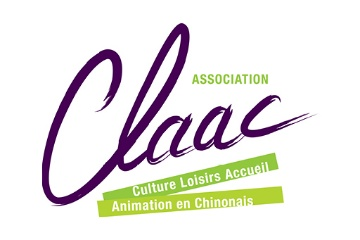 ASSOCIATION
Claac
Culture Loisirs Accueil
Animation en Chinonais